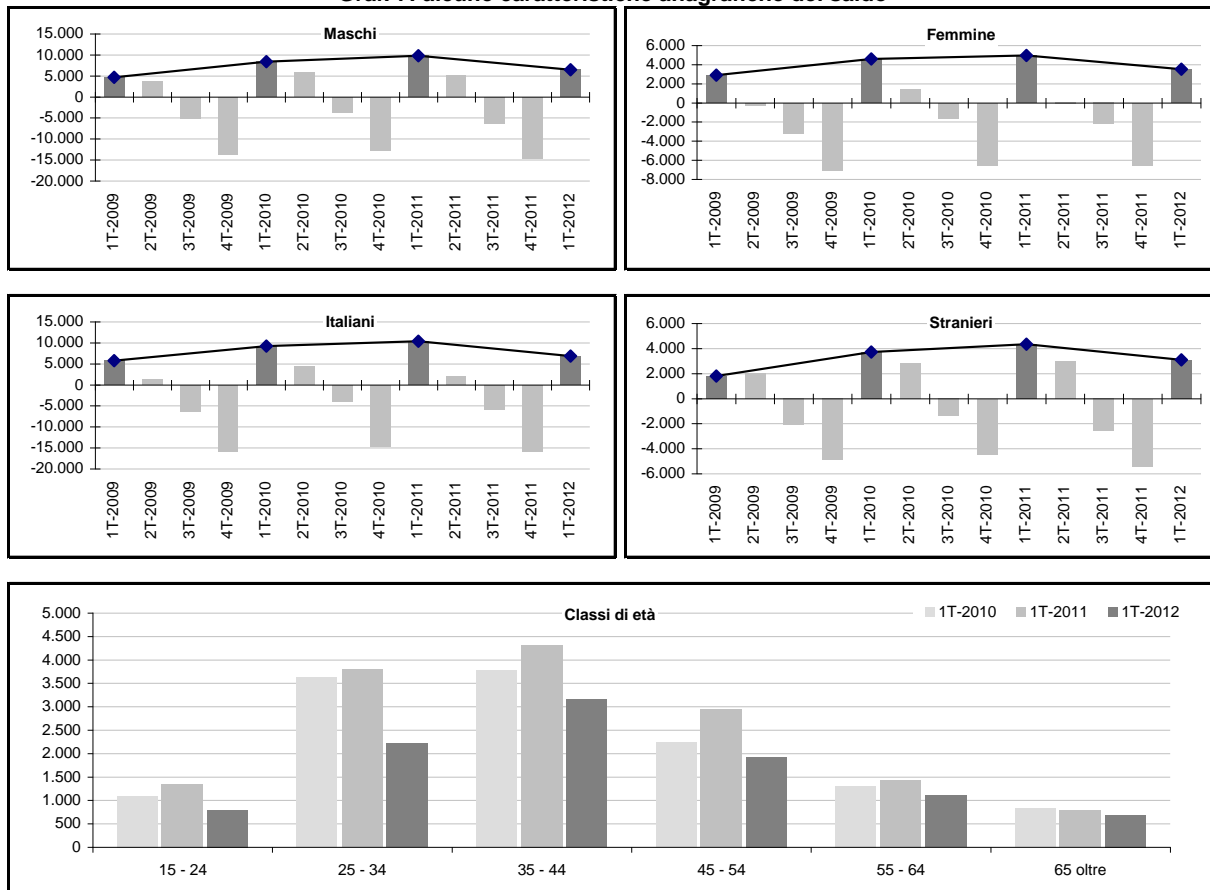 alcune caratteristiche anagrafiche del saldo
Maschi
15.000
10.000
5.000
0
-5.000
-10.000
-15.000
-20.000
1T-2009
2T-2009
3T-2009
4T-2009
1T-2010
2T-2010
3T-2010
4T-2010
1T-2011
2T-2011
3T-2011
4T-2011
1T-2012
Femmine
6.000
4.000
2.000
0
-2.000
-4.000
-6.000
-8.000
1T-2009
2T-2009
3T-2009
4T-2009
1T-2010
2T-2010
3T-2010
4T-2010
1T-2011
2T-2011
3T-2011
4T-2011
1T-2012
Italiani
15.000
10.000
5.000
0
-5.000
-10.000
-15.000
-20.000
1T-2009
2T-2009
3T-2009
4T-2009
1T-2010
2T-2010
3T-2010
4T-2010
1T-2011
2T-2011
3T-2011
4T-2011
1T-2012
Stranieri
6.000
4.000
2.000
0
-2.000
-4.000
-6.000
1T-2009
2T-2009
3T-2009
4T-2009
1T-2010
2T-2010
3T-2010
4T-2010
1T-2011
2T-2011
3T-2011
4T-2011
1T-2012
Classi di età
1T-2010 1T-2011 1T-2012
5.000
4.500
4.000
3.500
3.000
2.500
2.000
1.500
1.000
500
0
15 - 24 25 - 34 35 - 44 45 - 54 55 - 64 65 oltre